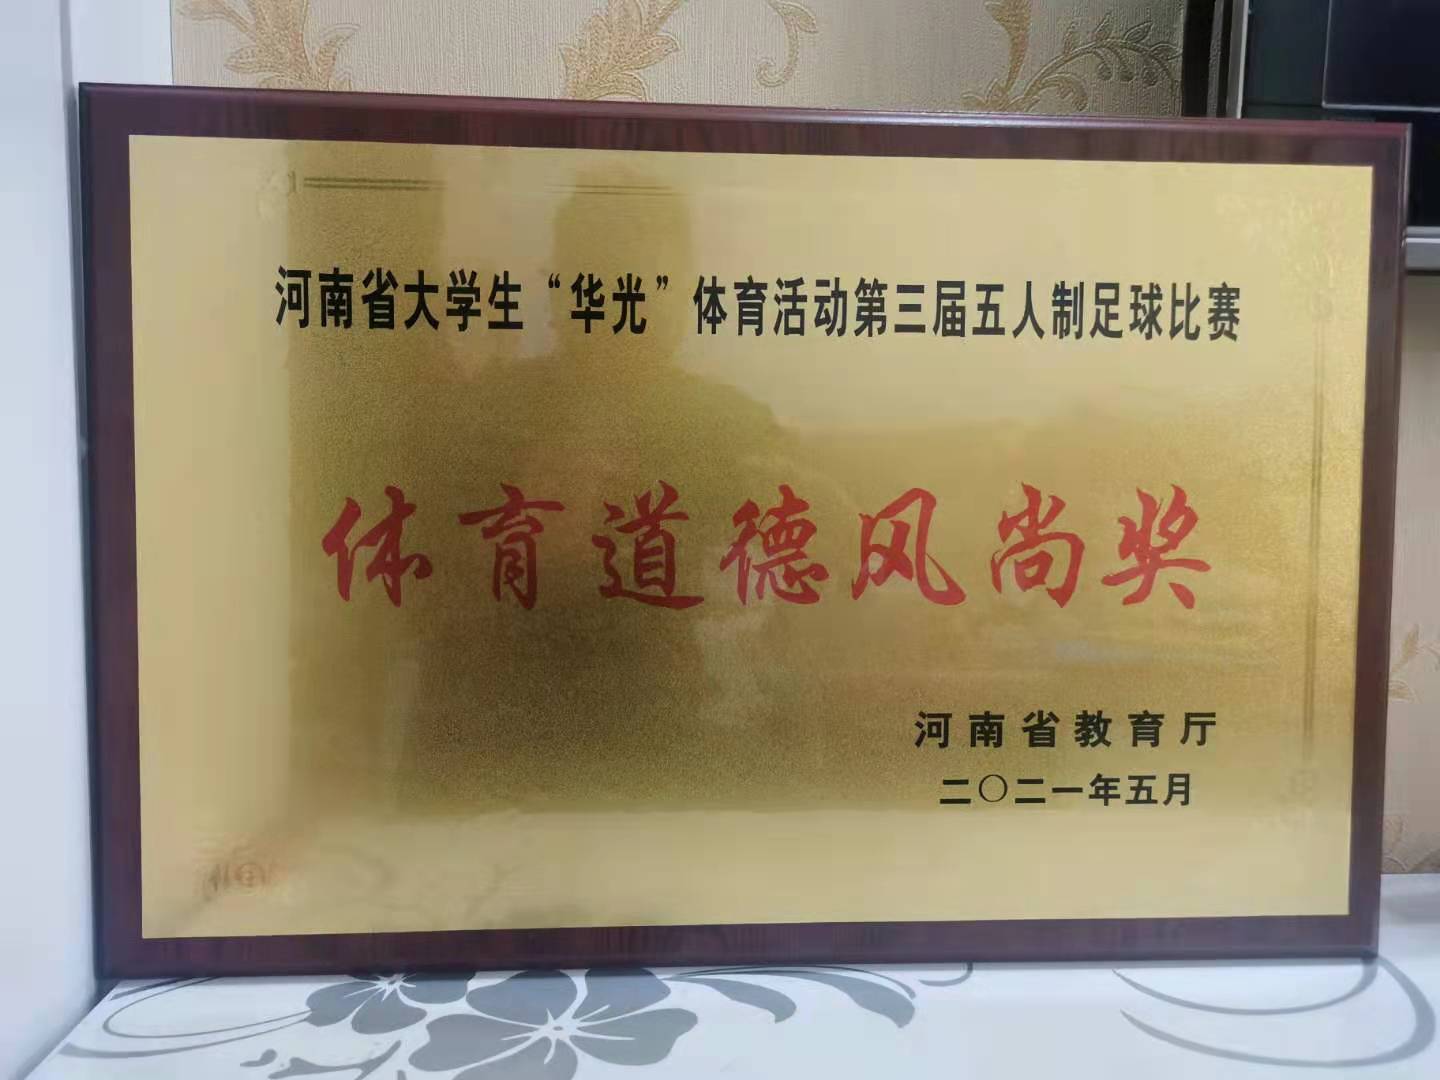 河南省大学生“华光”体育活动第三届五人制足球比赛
体育道德风尚奖
河南省教育厅
二〇二一年五月